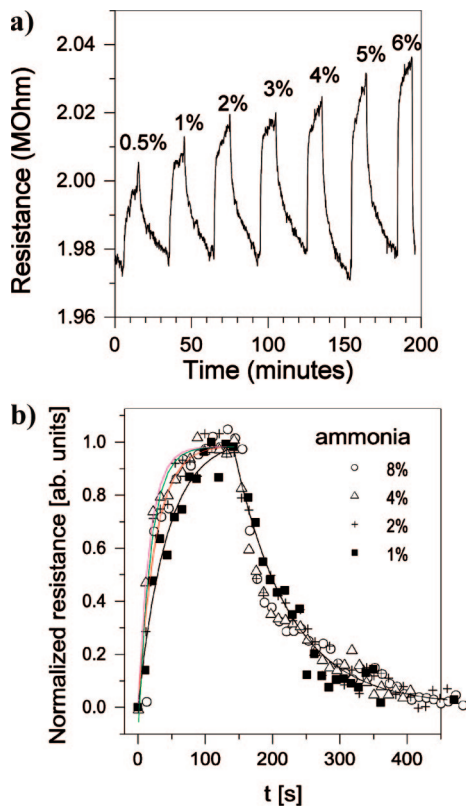 a)
Resistance (MOhm)
2.04
2.02
2.00
1.98
1.96
0.5%
1%
2%
3%
4%
5%
6%
0 50 100 150 200
Time (minutes)
b)
Normalized resistance [ab. units]
1.0
0.8
0.6
0.4
0.2
0.0
ammonia
8%
4%
2%
1%
0 100 200 300 400
t [s]